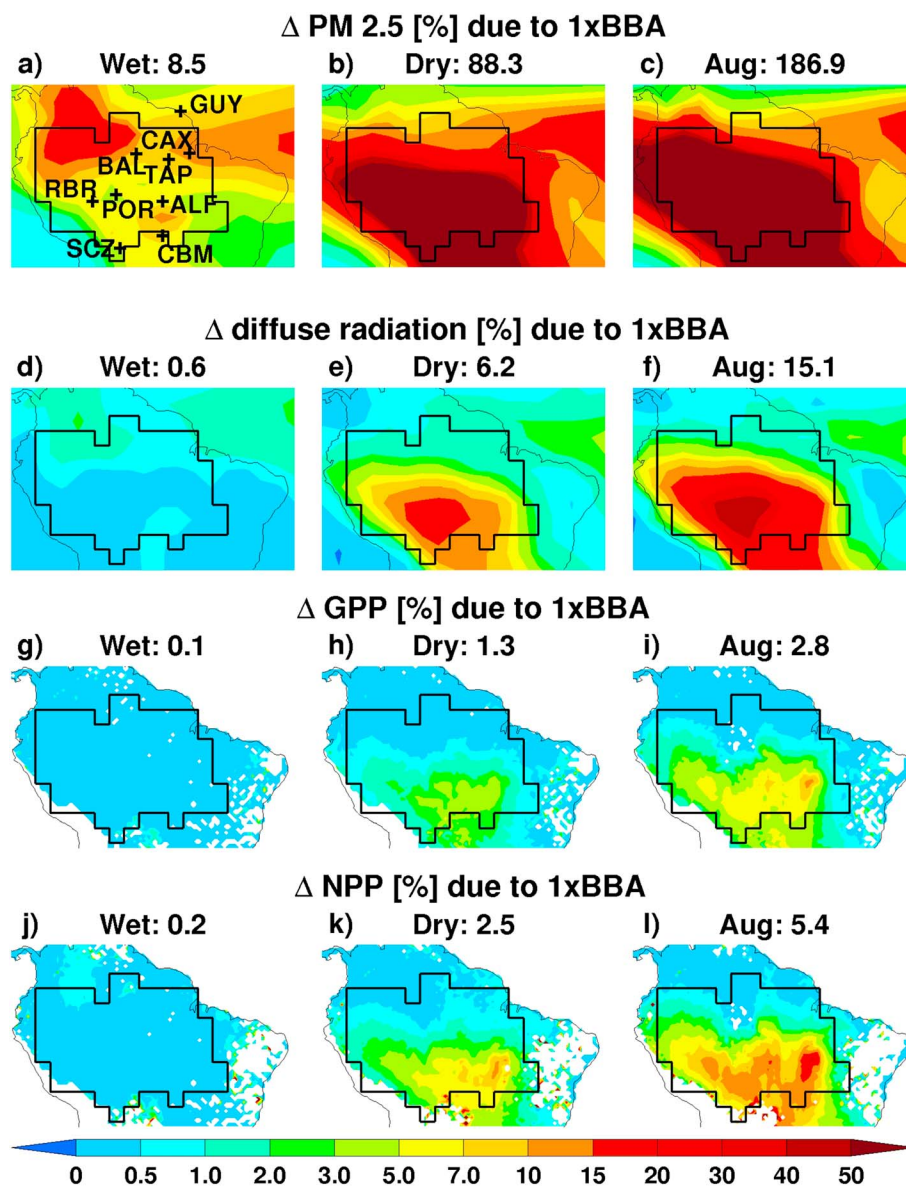 Δ PM 2.5 [%] due to 1xBBA
a) Wet: 8.5 b) Dry: 88.3 c) Aug: 186.9
GUY
CAX
BAL TAP
RBR
POR ALF
SCZ CBM
Δ diffuse radiation [%] due to 1xBBA
d) Wet: 0.6 e) Dry: 6.2 f) Aug: 15.1
Δ GPP [%] due to 1xBBA
g) Wet: 0.1 h) Dry: 1.3 i) Aug: 2.8
Δ NPP [%] due to 1xBBA
j) Wet: 0.2 k) Dry: 2.5 l) Aug: 5.4
0 0.5 1.0 2.0 3.0 5.0 7.0 10 15 20 30 40 50